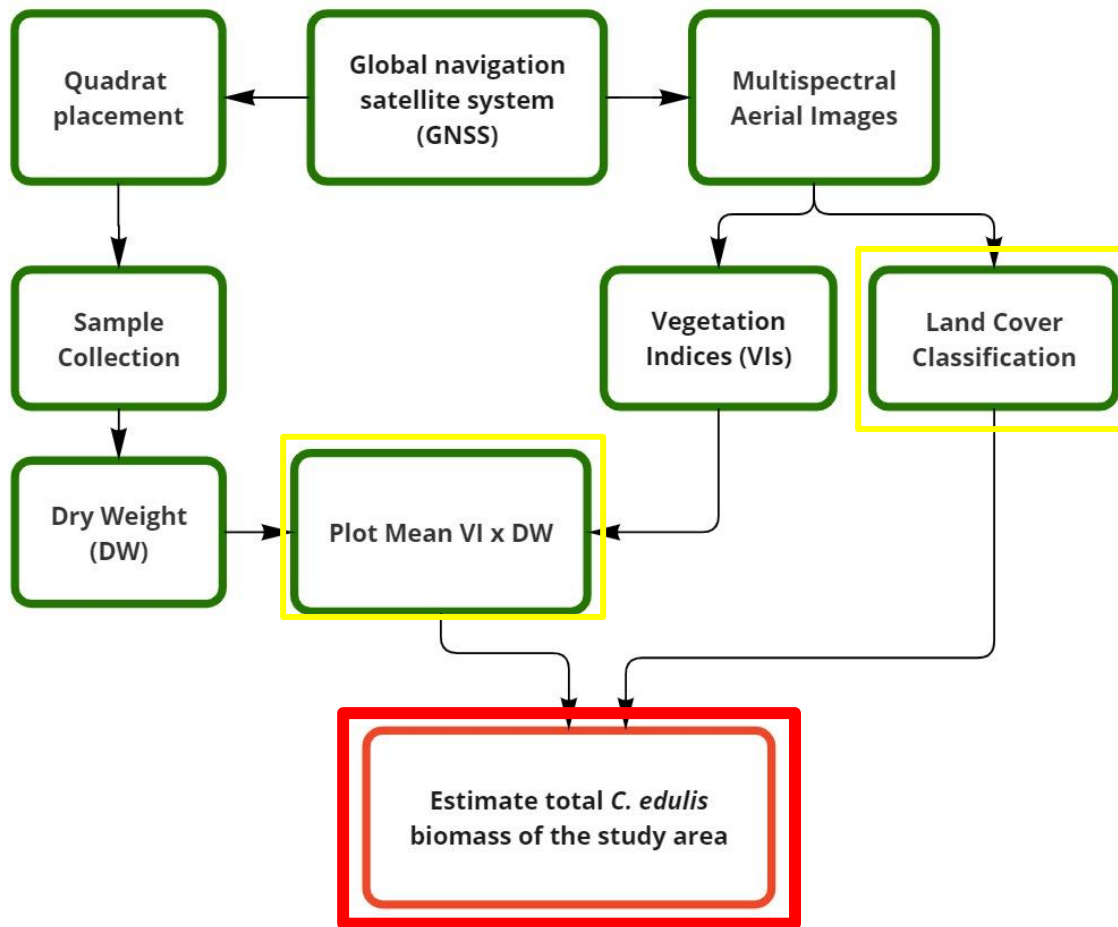 Quadrat
placement
Global navigation
satellite system
(GNSS)
Multispectral
Aerial Images
Sample
Collection
Vegetation
Indices (VIs)
Land Cover
Classification
Dry Weight
(DW)
Plot Mean VI x DW
Estimate total C. edulis
biomass of the study area